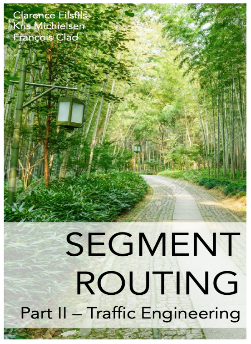 Clarence Filsfils
Kris Michielsen
François Clad
SEGMENT
ROUTING
Part II – Traffic Engineering